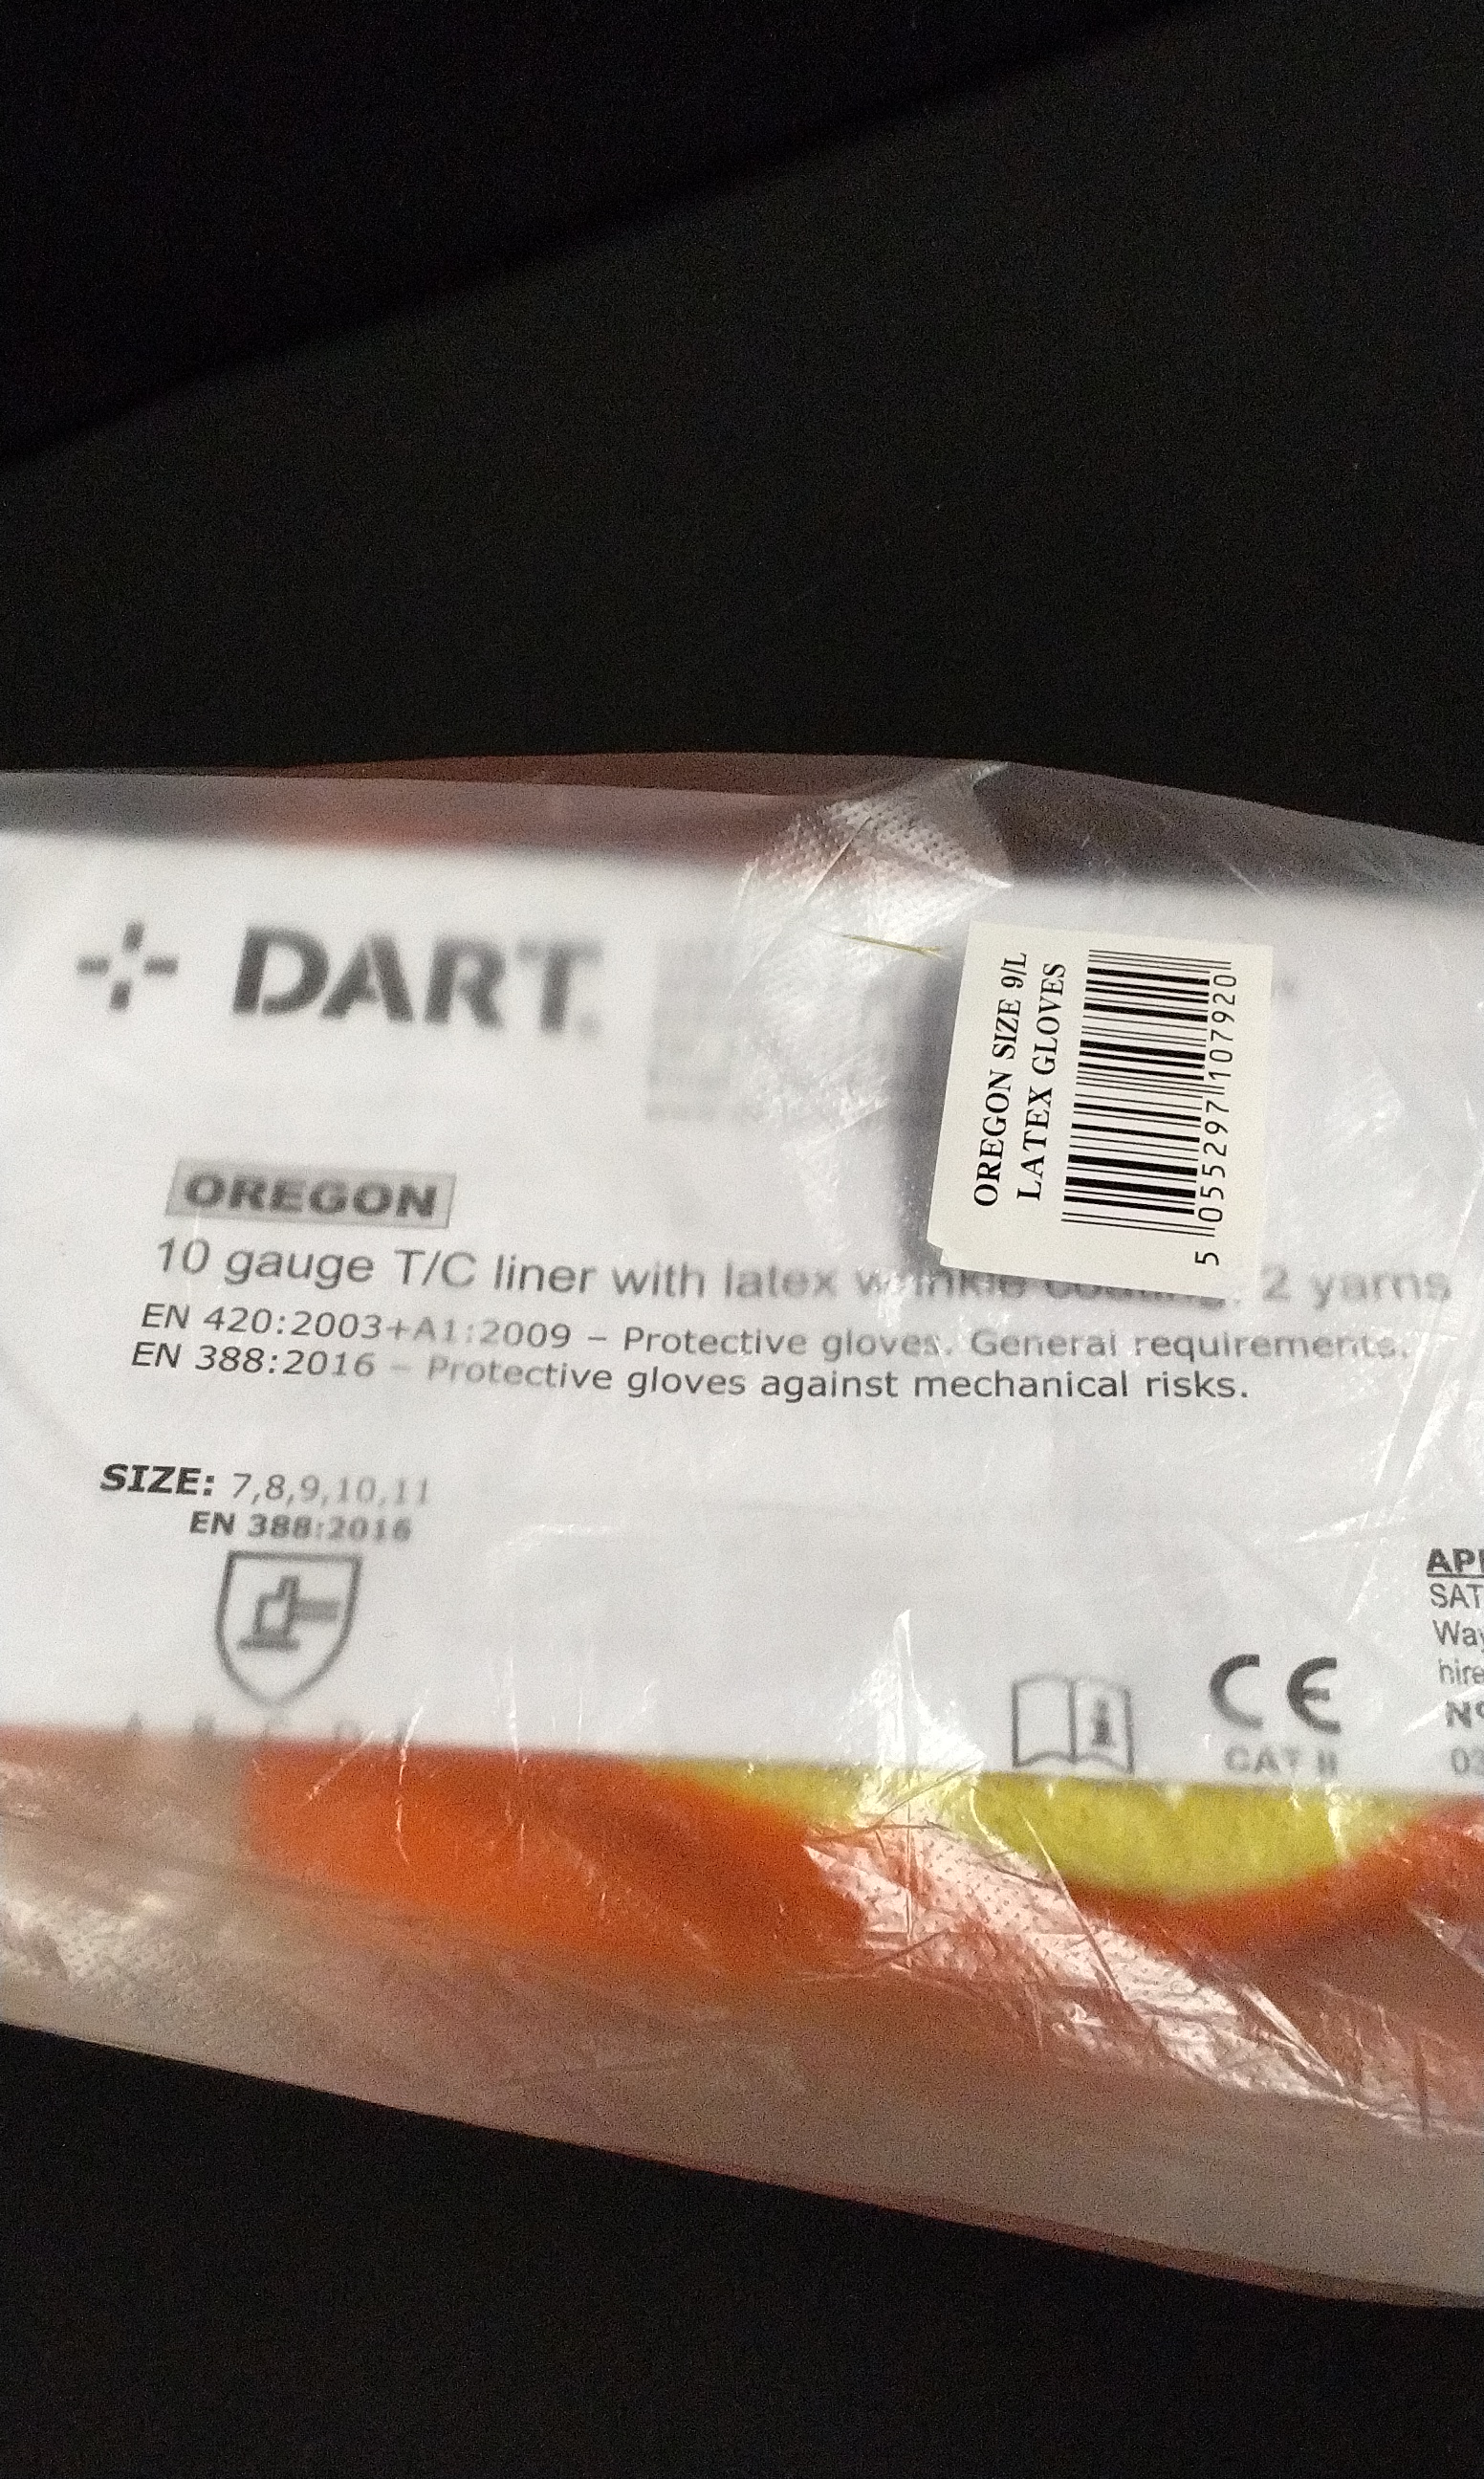 DART
OREGON SIZE 9/L
LATEX GLOVES
5 055297 107920
OREGON
10 gauge T/C liner with latex wrinkle coating, 2 yarns
EN 420:2003+A1:2009 – Protective gloves. General requirements.
EN 388:2016 – Protective gloves against mechanical risks.
SIZE: 7,8,9,10,11
EN 388:2016
CE
CAT II